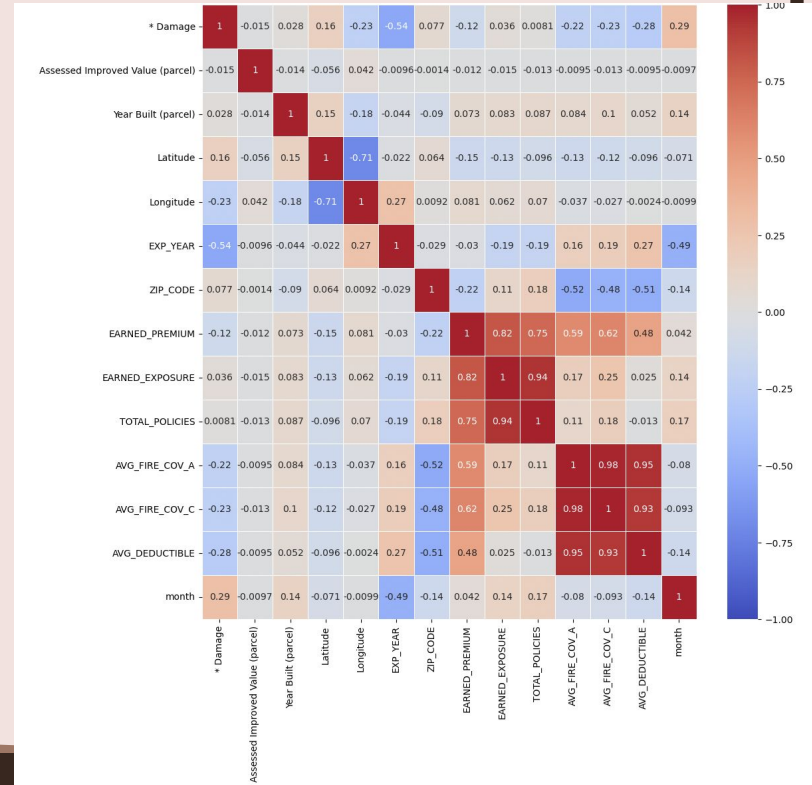 * Damage 1 -0.015 0.028 0.16 -0.23 -0.54 0.077 -0.12 0.036 0.0081 -0.22 -0.23 -0.28 0.29
Assessed Improved Value (parcel) -0.015 1 -0.014 -0.056 0.042 -0.0096 -0.0014 -0.012 -0.015 -0.013 -0.0095 -0.013 -0.0095 -0.0097
Year Built (parcel) 0.028 -0.014 1 0.15 -0.18 -0.044 -0.09 0.073 0.083 0.087 0.084 0.1 0.052 0.14
Latitude 0.16 -0.056 0.15 1 -0.71 -0.022 0.064 -0.15 -0.13 -0.096 -0.13 -0.12 -0.096 -0.071
Longitude -0.23 0.042 -0.18 -0.71 1 0.27 0.0092 0.081 0.062 0.07 -0.037 -0.027 -0.0024 -0.0099
EXP_YEAR -0.54 -0.0096 -0.044 -0.022 0.27 1 -0.029 -0.03 -0.19 -0.19 0.16 0.19 0.27 -0.49
ZIP_CODE 0.077 -0.0014 -0.09 0.064 0.0092 -0.029 1 -0.22 0.11 0.18 -0.52 -0.48 -0.51 -0.14
EARNED_PREMIUM -0.12 -0.012 0.073 -0.15 0.081 -0.03 -0.22 1 0.82 0.75 0.59 0.62 0.48 0.042
EARNED_EXPOSURE 0.036 -0.015 0.083 -0.13 0.062 -0.19 0.11 0.82 1 0.94 0.17 0.25 0.025 0.14
TOTAL_POLICIES 0.0081 -0.013 0.087 -0.096 0.07 -0.19 0.18 0.75 0.94 1 0.11 0.18 -0.013 0.17
AVG_FIRE_COV_A -0.22 -0.0095 0.084 -0.13 -0.037 0.16 -0.52 0.59 0.17 0.11 1 0.98 0.95 -0.08
AVG_FIRE_COV_C -0.23 -0.013 0.1 -0.12 -0.027 0.19 -0.48 0.62 0.25 0.18 0.98 1 0.93 -0.093
AVG_DEDUCTIBLE -0.28 -0.0095 0.052 -0.096 -0.0024 0.27 -0.51 0.48 0.025 -0.013 0.95 0.93 1 -0.14
month 0.29 -0.0097 0.14 -0.071 -0.0099 -0.49 -0.14 0.042 0.14 0.17 -0.08 -0.093 -0.14 1
* Damage
Assessed Improved Value (parcel)
Year Built (parcel)
Latitude
Longitude
EXP_YEAR
ZIP_CODE
EARNED_PREMIUM
EARNED_EXPOSURE
TOTAL_POLICIES
AVG_FIRE_COV_A
AVG_FIRE_COV_C
AVG_DEDUCTIBLE
month
1.00
0.75
0.50
0.25
0.00
−0.25
−0.50
−0.75
−1.00